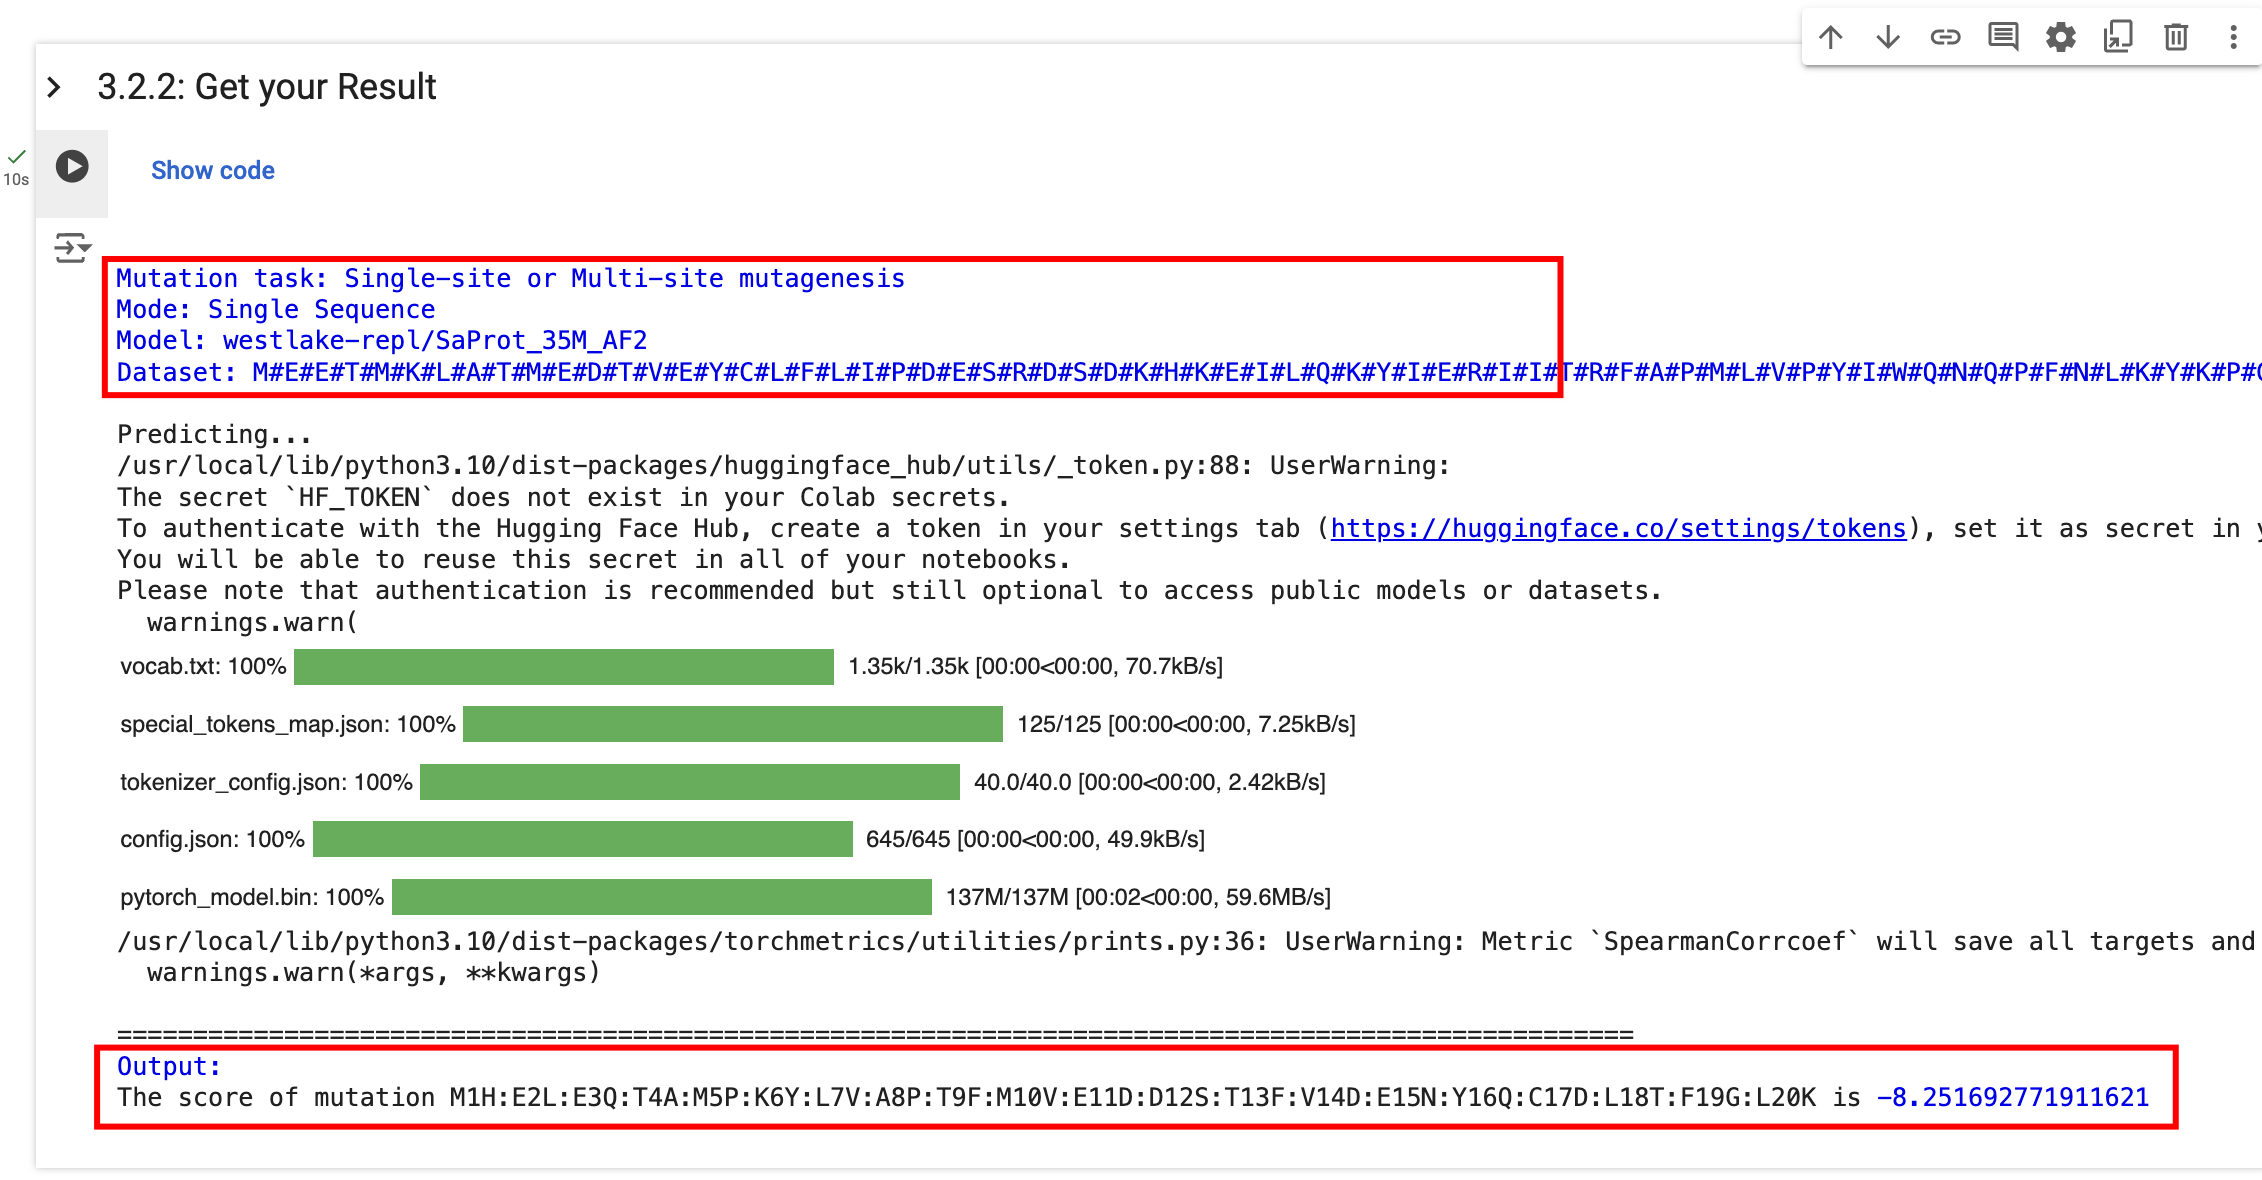 3.2.2: Get your Result
10s
Show code
Mutation task: Single-site or Multi-site mutagenesis
Mode: Single Sequence
Model: westlake-repl/SaProt_35M_AF2
Dataset: M#E#E#T#M#K#L#A#T#M#E#D#T#V#E#Y#C#L#F#L#I#P#D#E#S#R#D#S#D#K#H#K#E#I#L#Q#K#Y#I#E#R#I#I#T#R#F#A#P#M#L#V#P#Y#I#W#Q#N#Q#P#F#N#L#K#Y#K#P#
Predicting...
/usr/local/lib/python3.10/dist-packages/huggingface_hub/utils/_token.py:88: UserWarning:
The secret `HF_TOKEN` does not exist in your Colab secrets.
To authenticate with the Hugging Face Hub, create a token in your settings tab (https://huggingface.co/settings/tokens), set it as secret in
You will be able to reuse this secret in all of your notebooks.
Please note that authentication is recommended but still optional to access public models or datasets.
warnings.warn(
vocab.txt: 100% 1.35k/1.35k [00:00<00:00, 70.7kB/s]
special_tokens_map.json: 100% 125/125 [00:00<00:00, 7.25kB/s]
tokenizer_config.json: 100% 40.0/40.0 [00:00<00:00, 2.42kB/s]
config.json: 100% 645/645 [00:00<00:00, 49.9kB/s]
pytorch_model.bin: 100% 137M/137M [00:02<00:00, 59.6MB/s]
/usr/local/lib/python3.10/dist-packages/torchmetrics/utilities/prints.py:36: UserWarning: Metric `SpearmanCorrcoef` will save all targets and
warnings.warn(*args, **kwargs)
====================================================================================================
Output:
The score of mutation M1H:E2L:E3Q:T4A:M5P:K6Y:L7V:A8P:T9F:M10V:E11D:D12S:T13F:V14D:E15N:Y16Q:C17D:L18T:F19G:L20K is -8.251692771911621